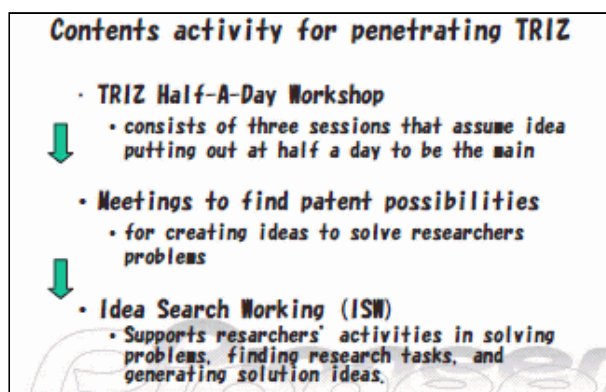 Contents activity for penetrating TRIZ
· TRIZ Half-A-Day Workshop
• consists of three sessions that assume idea
putting out at half a day to be the main
• Meetings to find patent possibilities
• for creating ideas to solve researchers
problems
• Idea Search Working (ISW)
• Supports resarchers' activities in solving
problems, finding research tasks, and
generating solution ideas.